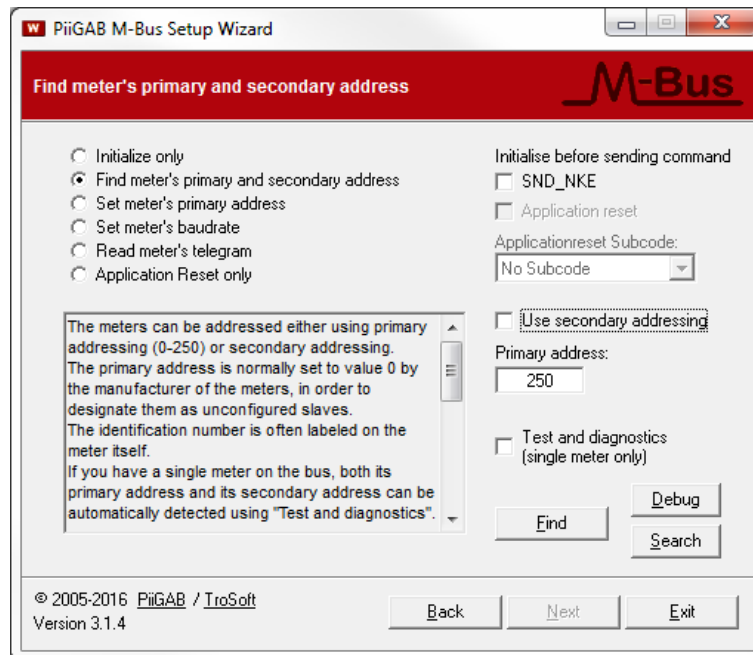 PiiGAB M-Bus Setup Wizard
Find meter's primary and secondary address
M-Bus
Initialize only
Find meter's primary and secondary address
Set meter's primary address
Set meter's baudrate
Read meter's telegram
Application Reset only
The meters can be addressed either using primary
addressing (0-250) or secondary addressing.
The primary address is normally set to value 0 by
the manufacturer of the meters, in order to
designate them as unconfigured slaves.
The identification number is often labeled on the
meter itself.
If you have a single meter on the bus, both its
primary address and its secondary address can be
automatically detected using "Test and diagnostics".
Initialise before sending command
SND_NKE
Application reset
Applicationreset Subcode:
No Subcode
Use secondary addressing
Primary address:
250
Test and diagnostics
(single meter only)
Find
Debug
Search
© 2005-2016 PiiGAB / TroSoft
Version 3.1.4
Back
Next
Exit